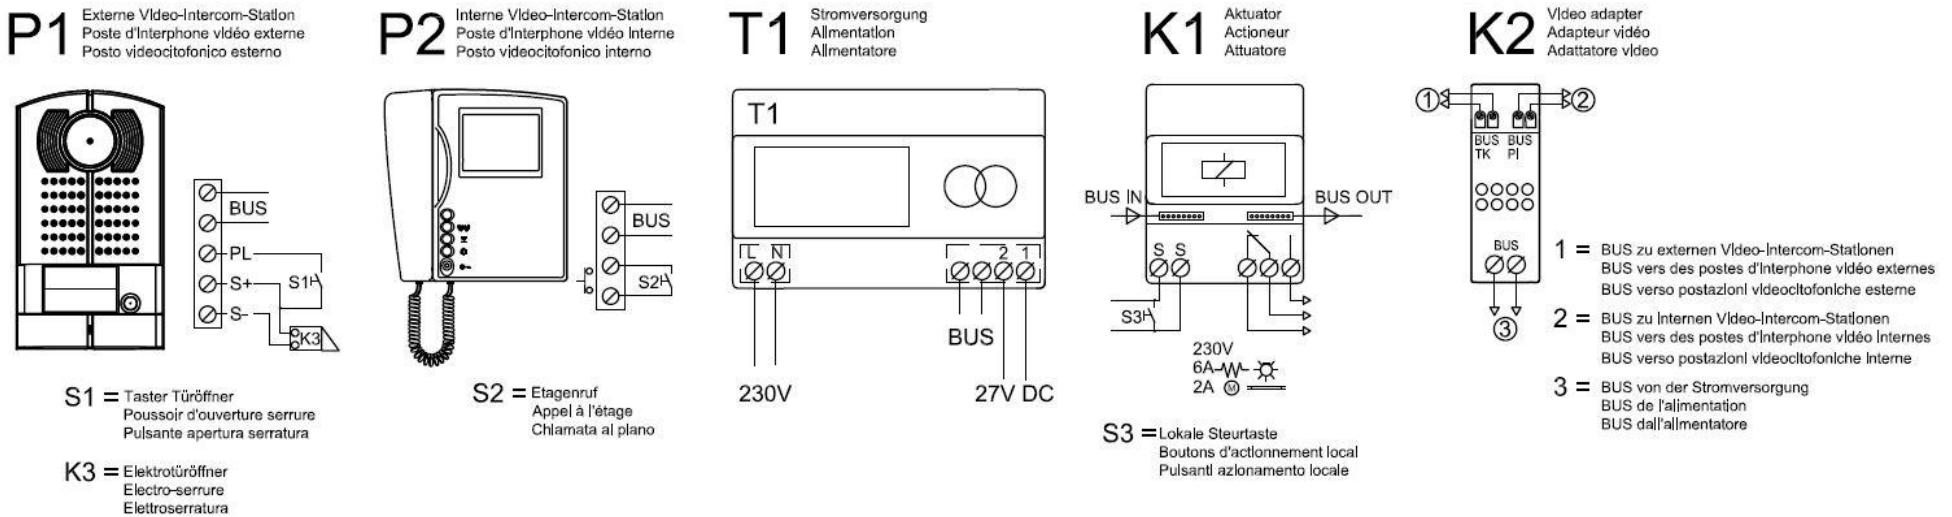 P1
Externe Video-Intercom-Station
Poste d'interphone vidéo externe
Posto videocitofonico esterno
P2
Interne Video-Intercom-Station
Poste d'interphone vidéo interne
Posto videocitofonico interno
T1
Stromversorgung
Alimentation
Alimentatore
K1
Aktuator
Actioneur
Attuatore
K2
Video adapter
Adapteur vidéo
Adattatore video
BUS
PL
S+
S-
S1
K3
S1 = Taster Türöffner
Poussoir d'ouverture serrure
Pulsante apertura serratura
K3 = Elektrotüröffner
Electro-serrure
Elettroserratura
BUS
S2
S2 = Etagenruf
Appel à l'étage
Chiamata al piano
T1
L N
2 1
BUS
230V
27V DC
BUS IN
BUS OUT
S S
S3
230V
6A
2A M
S3 = Lokale Steurtaste
Boutons d'actionnement local
Pulsanti azionamento locale
1
2
BUS BUS
TK PI
BUS
3
1 = BUS zu externen Video-Intercom-Stationen
BUS vers des postes d'interphone vidéo externes
BUS verso postazioni videocitofoniche esterne
2 = BUS zu internen Video-Intercom-Stationen
BUS vers des postes d'interphone vidéo internes
BUS verso postazioni videocitofoniche interne
3 = BUS von der Stromversorgung
BUS de l'alimentation
BUS dall'alimentatore